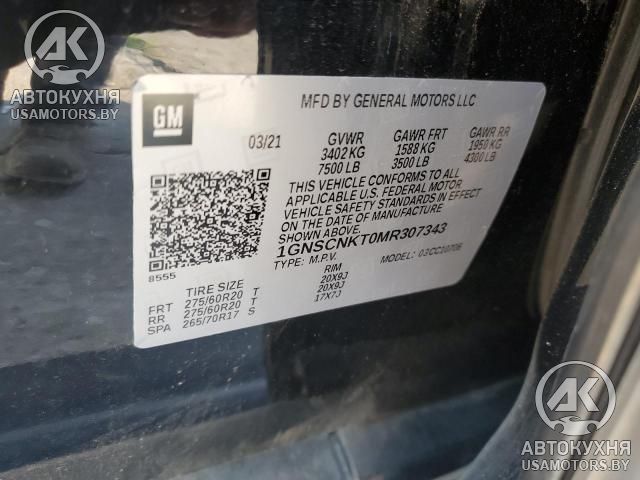 АК
АВТОКУХНЯ
USAMOTORS.BY
GM
MFD BY GENERAL MOTORS LLC
03/21 GVWR GAWR FRT GAWR RR
3402 KG 1588 KG 1950 KG
7500 LB 3500 LB 4300 LB
THIS VEHICLE CONFORMS TO ALL
APPLICABLE U.S. FEDERAL MOTOR
VEHICLE SAFETY STANDARDS IN EFFECT
ON THE DATE OF MANUFACTURE
SHOWN ABOVE.
1GNSCNKT0MR307343
TYPE: M.P.V. MODEL: 03CC10706
8555
TIRE SIZE RIM
FRT 275/60R20 T 20X9J
RR 275/60R20 T 20X9J
SPA 265/70R17 S 17X7J
АК
АВТОКУХНЯ
USAMOTORS.BY